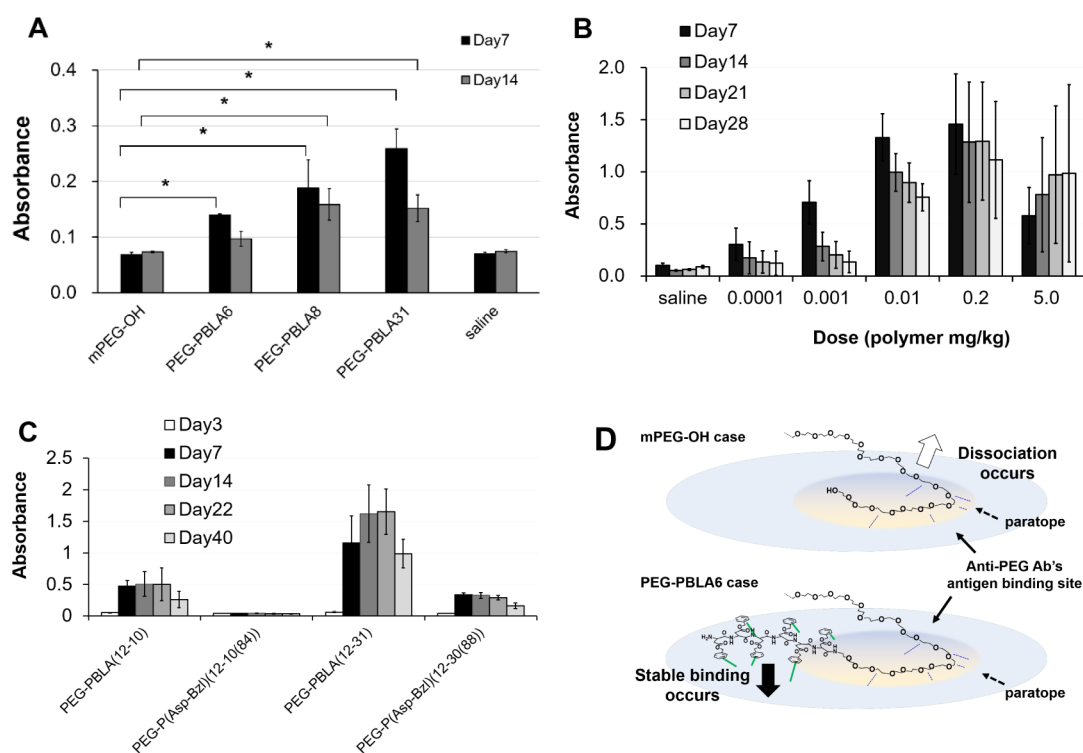 A
Day7
Day14
*
*
*
*
*
Absorbance
0.4
0.3
0.2
0.1
0.0
mPEG-OH
PEG-PBLA6
PEG-PBLA8
PEG-PBLA31
saline
B
Day7
Day14
Day21
Day28
Absorbance
2.0
1.5
1.0
0.5
0.0
saline
0.0001
0.001
0.01
0.2
5.0
Dose (polymer mg/kg)
C
Day3
Day7
Day14
Day22
Day40
Absorbance
2.5
2
1.5
1
0.5
0
PEG-PBLA(12-10)
PEG-P(Asp-Bzl)(12-10(84))
PEG-PBLA(12-31)
PEG-P(Asp-Bzl)(12-30(88))
D
mPEG-OH case
Dissociation
occurs
HO
paratope
Anti-PEG Ab's
antigen binding site
PEG-PBLA6 case
H₂N
Stable binding
occurs
paratope